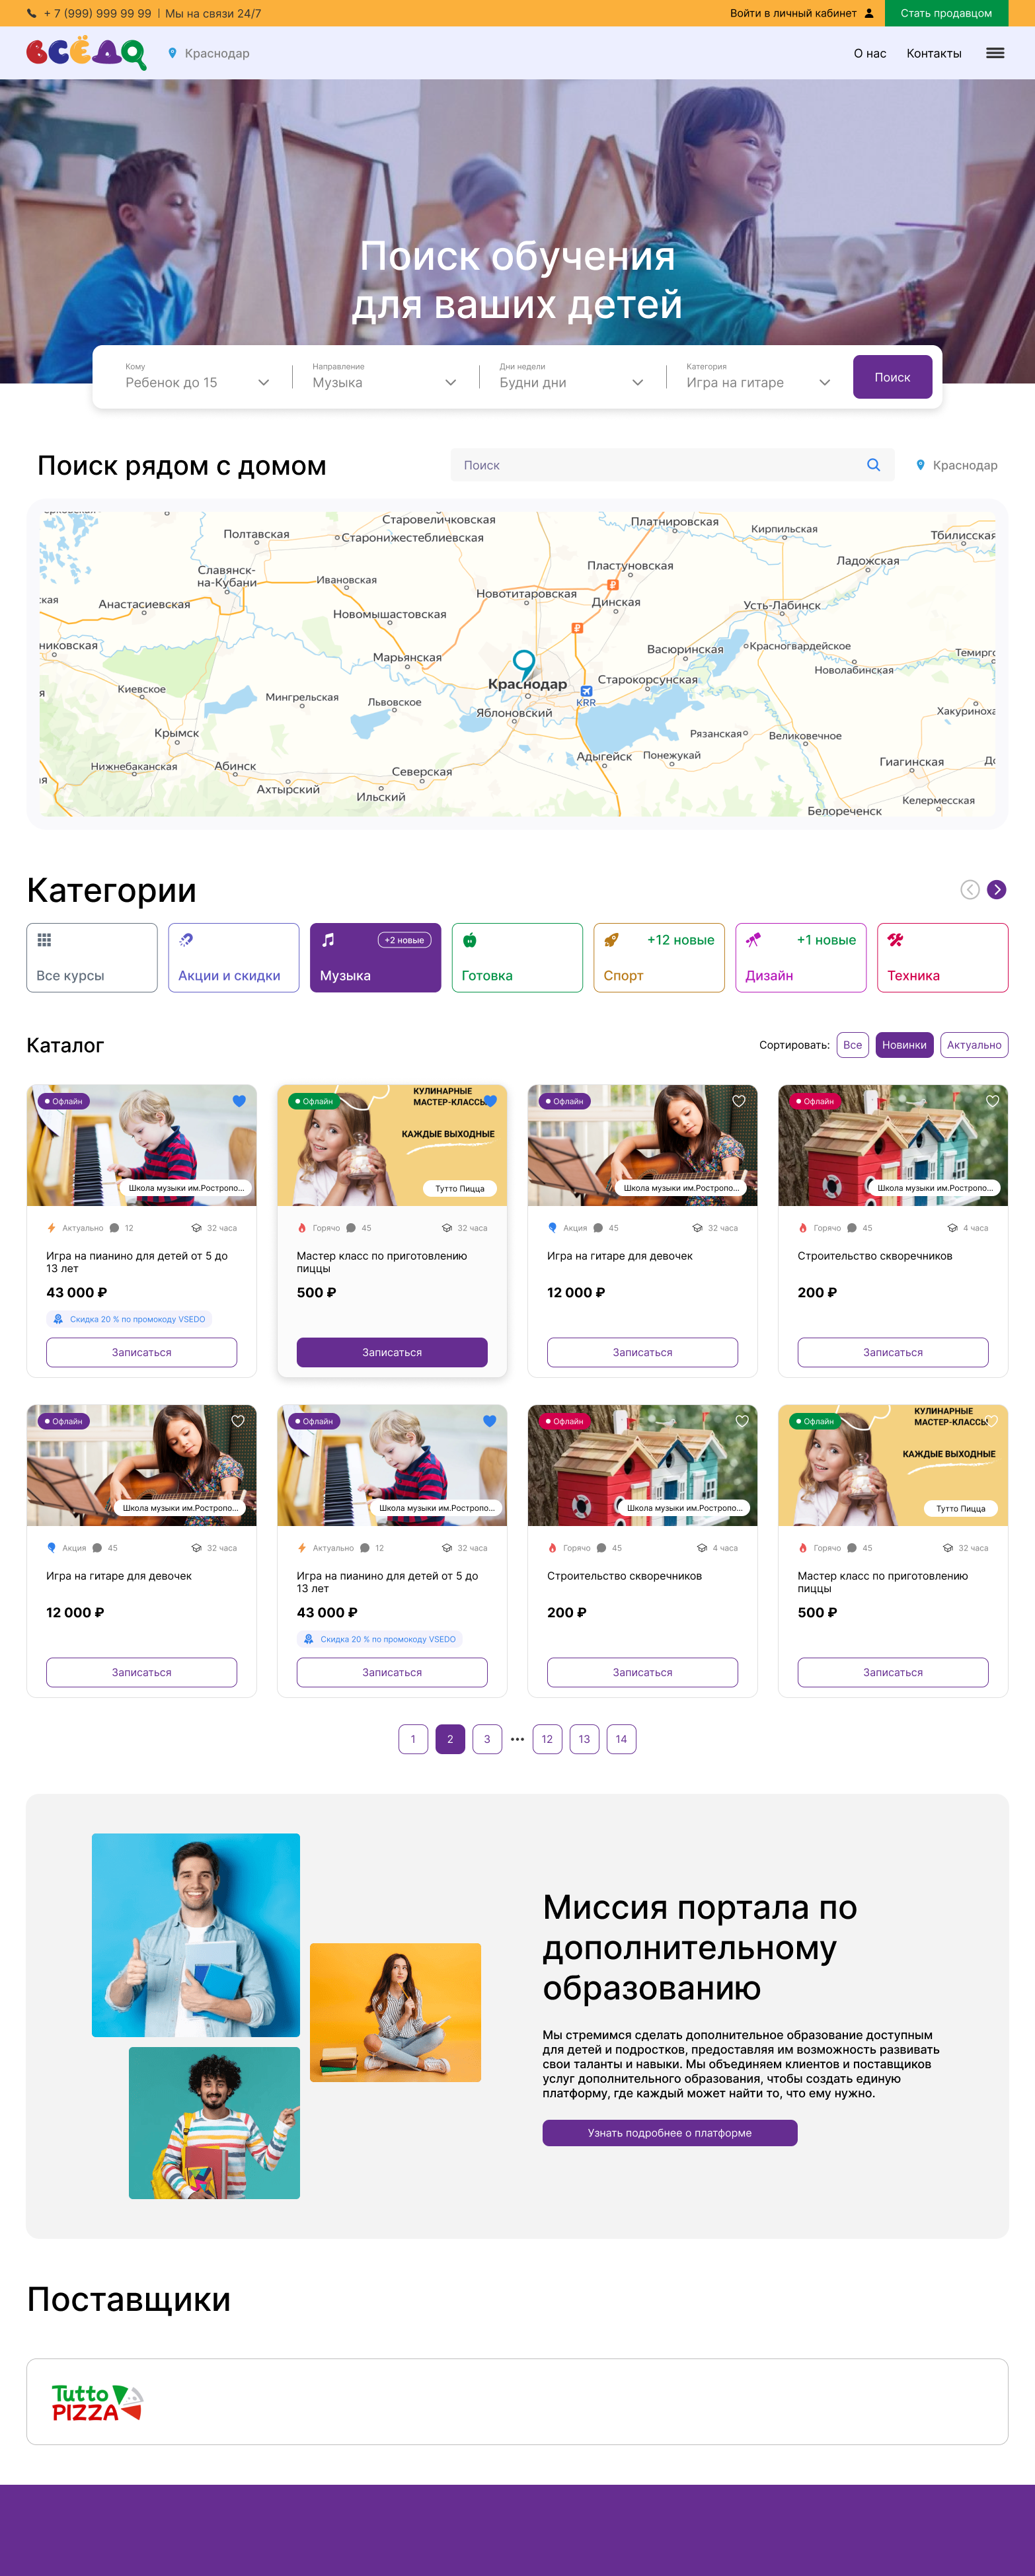 + 7 (999) 999 99 99 | Мы на связи 24/7
Войти в личный кабинет
Стать продавцом
ВСЁДО
Краснодар
О нас
Контакты
Поиск обучения
для ваших детей
Кому
Ребенок до 15
Направление
Музыка
Дни недели
Будни дни
Категория
Игра на гитаре
Поиск
Поиск рядом с домом
Поиск
Краснодар
Старовеличковская
Платнировская
Кирпильская
Тбилисская
Полтавская
Старонижестеблиевская
Ладожская
Пластуновская
Славянск-
на-Кубани
Ивановская
Новотитаровская
Динская
Усть-Лабинск
ская
Анастасиевская
Новомышастовская
никовская
Марьянская
Васюринская
Красногвардейское
Темирго
Новолабинская
Киевское
Краснодар
Старокорсунская
KRR
Мингрельская
Львовское
Яблоновский
Хакуринохa
Крымск
Рязанская
Великовечное
Нижнебаканская
Абинск
Северская
Адыгейск
Понежукай
Гиагинская
До
Ахтырский
Ильский
Келермесская
Белореченск
Категории
Все курсы
Акции и скидки
+2 новые
Музыка
Готовка
+12 новые
Спорт
+1 новые
Дизайн
Техника
Каталог
Сортировать:
Все
Новинки
Актуально
Офлайн
Школа музыки им.Ростропо...
Актуально 12 32 часа
Игра на пианино для детей от 5 до
13 лет
43 000 ₽
Скидка 20 % по промокоду VSEDO
Записаться
Офлайн
КУЛИНАРНЫЕ
МАСТЕР-КЛАССЫ
КАЖДЫЕ ВЫХОДНЫЕ
Тутто Пицца
Горячо 45 32 часа
Мастер класс по приготовлению
пиццы
500 ₽
Записаться
Офлайн
Школа музыки им.Ростропо...
Акция 45 32 часа
Игра на гитаре для девочек
12 000 ₽
Записаться
Офлайн
Школа музыки им.Ростропо...
Горячо 45 4 часа
Строительство скворечников
200 ₽
Записаться
Офлайн
Школа музыки им.Ростропо...
Акция 45 32 часа
Игра на гитаре для девочек
12 000 ₽
Записаться
Офлайн
Школа музыки им.Ростропо...
Актуально 12 32 часа
Игра на пианино для детей от 5 до
13 лет
43 000 ₽
Скидка 20 % по промокоду VSEDO
Записаться
Офлайн
Школа музыки им.Ростропо...
Горячо 45 4 часа
Строительство скворечников
200 ₽
Записаться
Офлайн
КУЛИНАРНЫЕ
МАСТЕР-КЛАССЫ
КАЖДЫЕ ВЫХОДНЫЕ
Тутто Пицца
Горячо 45 32 часа
Мастер класс по приготовлению
пиццы
500 ₽
Записаться
1 2 3 ••• 12 13 14
Миссия портала по
дополнительному
образованию
Мы стремимся сделать дополнительное образование доступным
для детей и подростков, предоставляя им возможность развивать
свои таланты и навыки. Мы объединяем клиентов и поставщиков
услуг дополнительного образования, чтобы создать единую
платформу, где каждый может найти то, что ему нужно.
Узнать подробнее о платформе
Поставщики
Tutto
PIZZA